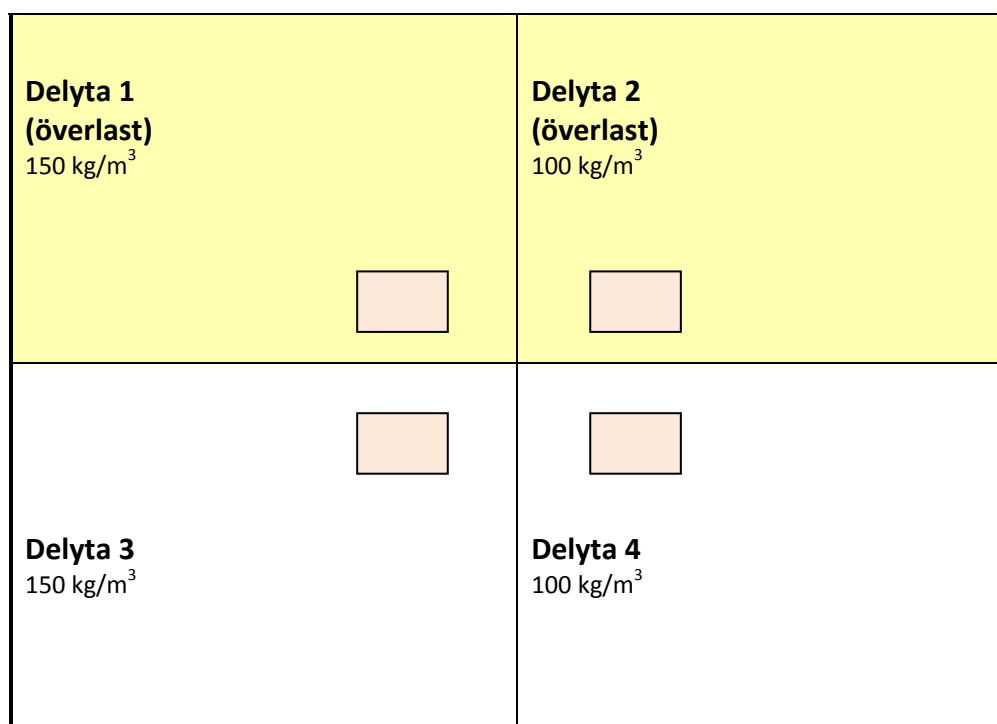 Delyta 1
(överlast)
150 kg/m³
Delyta 2
(överlast)
100 kg/m³
Delyta 3
150 kg/m³
Delyta 4
100 kg/m³